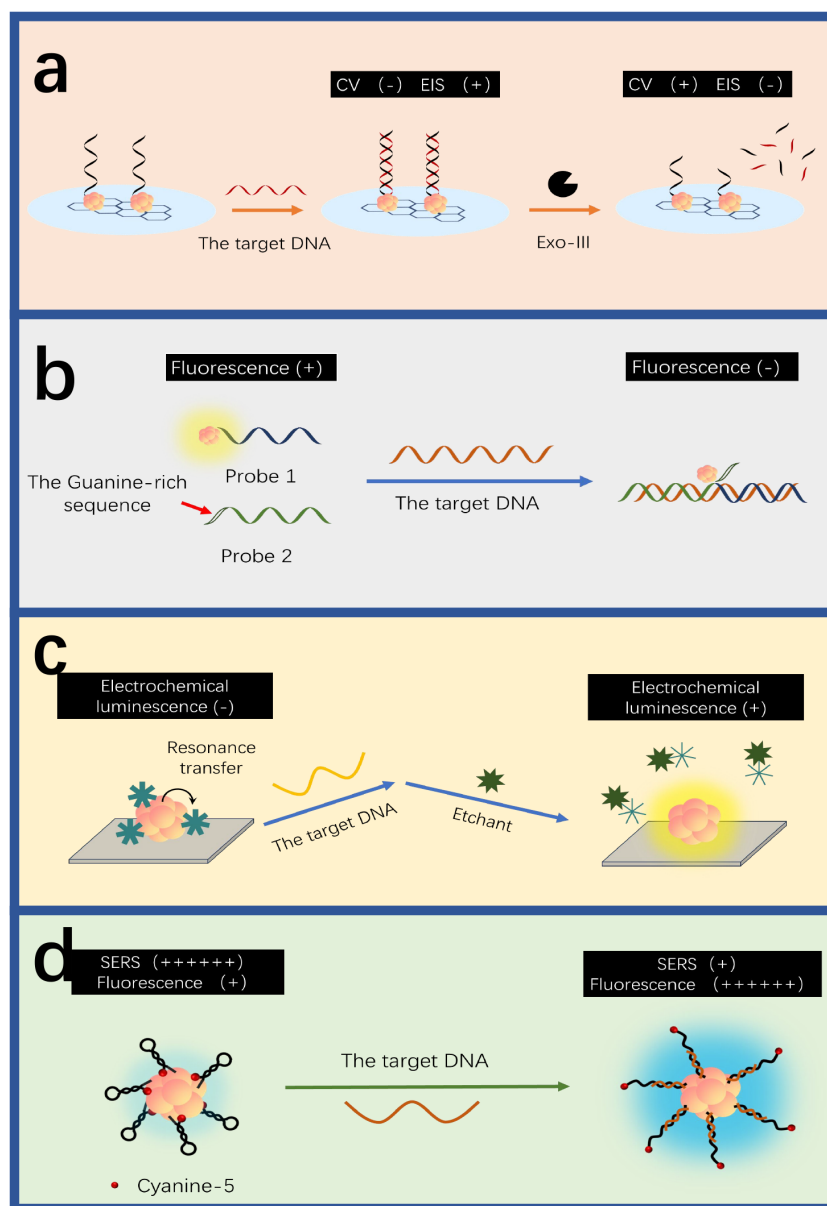 a
CV (-) EIS (+)
CV (+) EIS (-)
The target DNA
Exo-III
b
Fluorescence (+)
Fluorescence (-)
The Guanine-rich
sequence
Probe 1
Probe 2
The target DNA
c
Electrochemical
luminescence (-)
Electrochemical
luminescence (+)
Resonance
transfer
The target DNA
Etchant
d
SERS (++++++)
Fluorescence (+)
SERS (+)
Fluorescence (++++++)
The target DNA
Cyanine-5